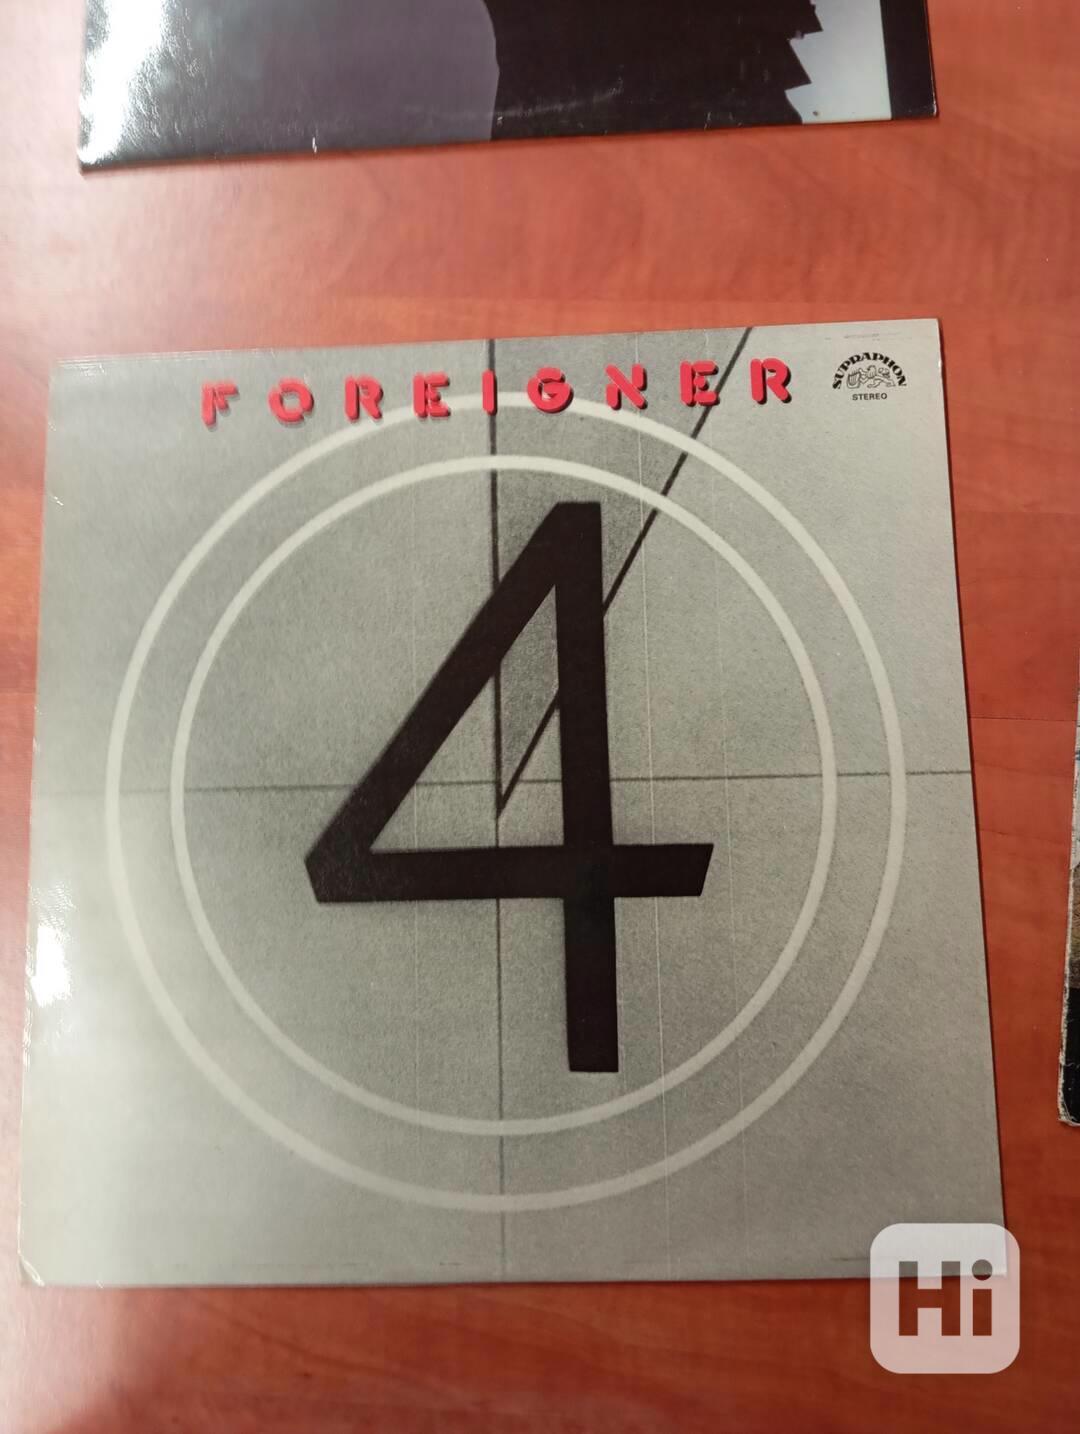 FOREIGNER
SUPRAPHON
STEREO
4
Hi